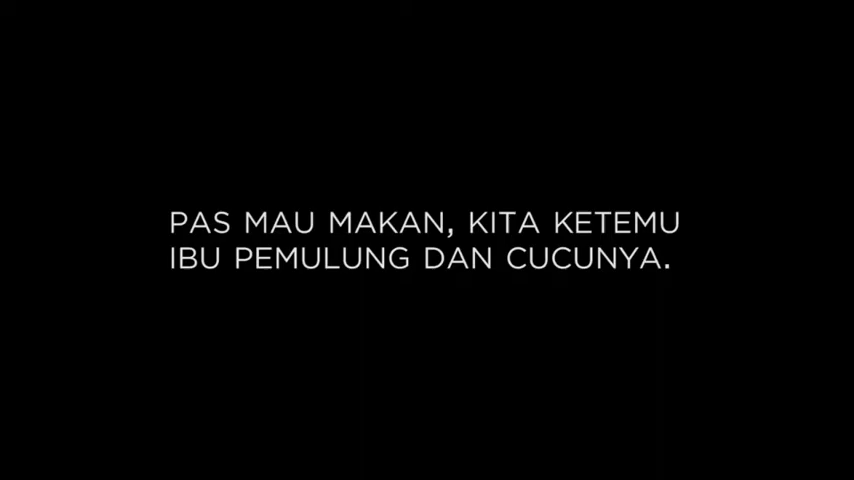 PAS MAU MAKAN, KITA KETEMU
IBU PEMULUNG DAN CUCUNYA.